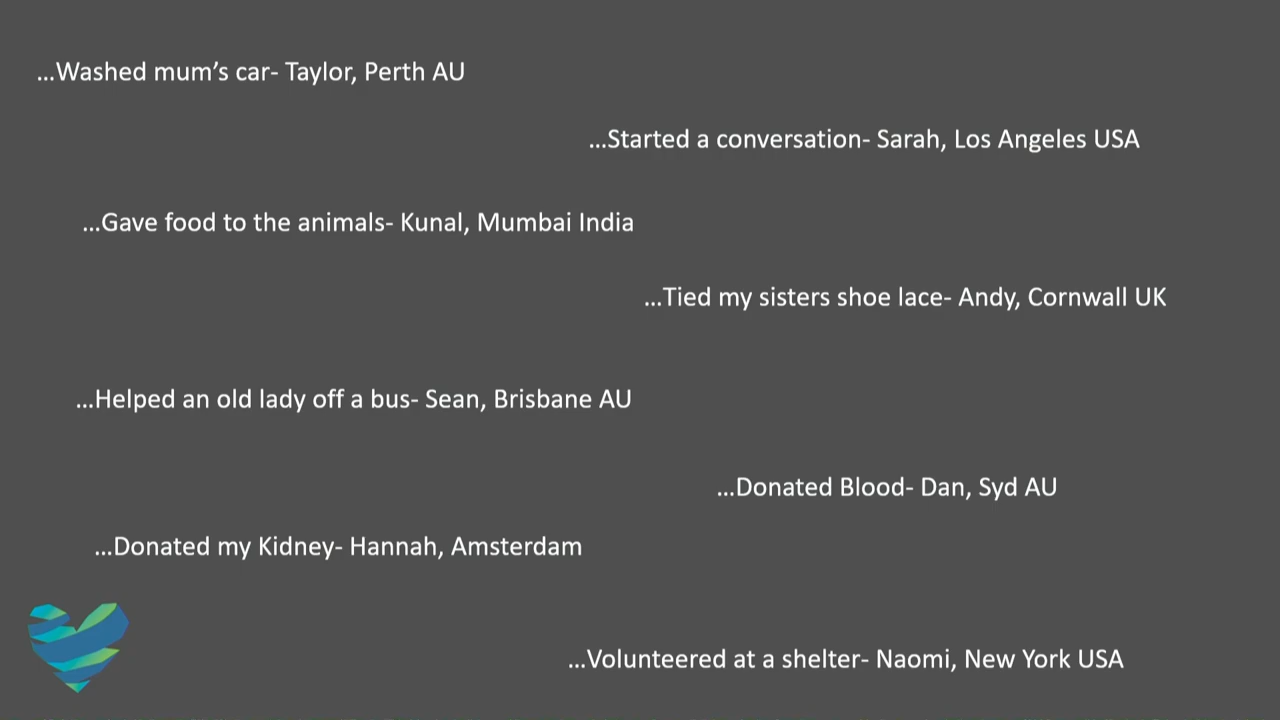 ...Washed mum’s car- Taylor, Perth AU
...Started a conversation- Sarah, Los Angeles USA
...Gave food to the animals- Kunal, Mumbai India
...Tied my sisters shoe lace- Andy, Cornwall UK
...Helped an old lady off a bus- Sean, Brisbane AU
...Donated Blood- Dan, Syd AU
...Donated my Kidney- Hannah, Amsterdam
...Volunteered at a shelter- Naomi, New York USA